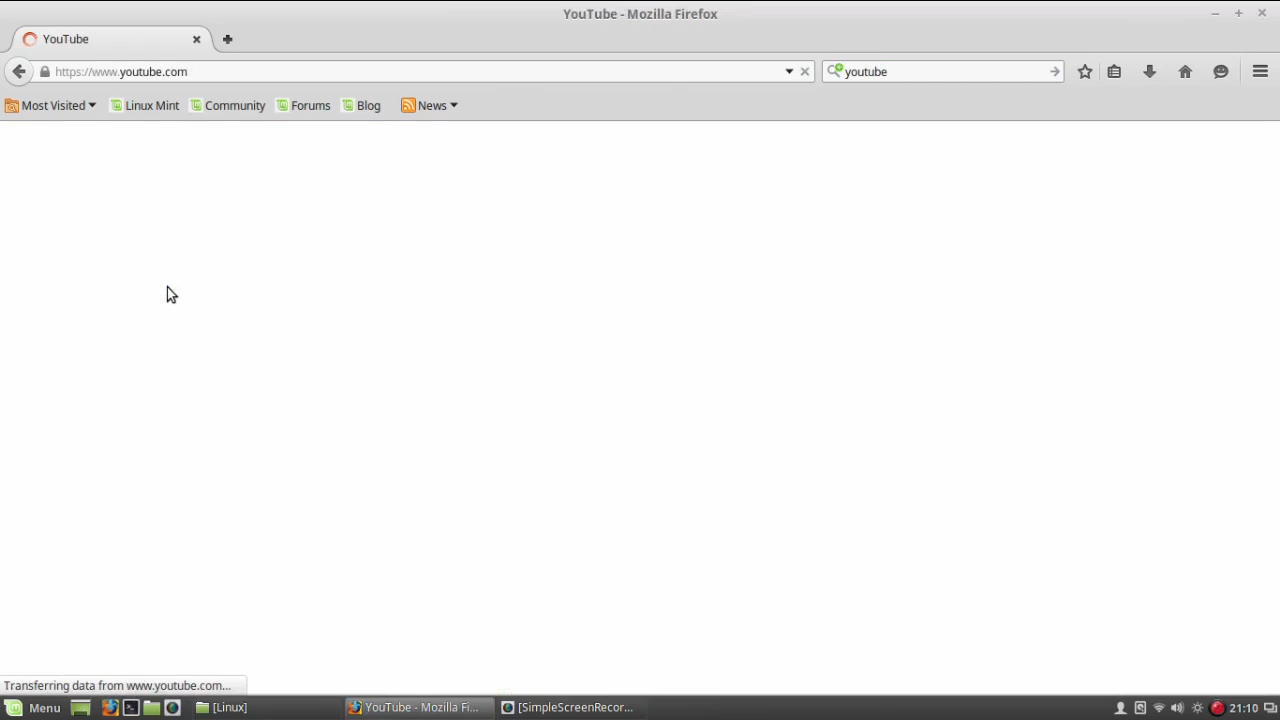 YouTube - Mozilla Firefox
YouTube
https://www.youtube.com
youtube
Most Visited
Linux Mint
Community
Forums
Blog
News
Transferring data from www.youtube.com...
Menu
[Linux]
YouTube - Mozilla Fi...
[SimpleScreenRecor...
21:10